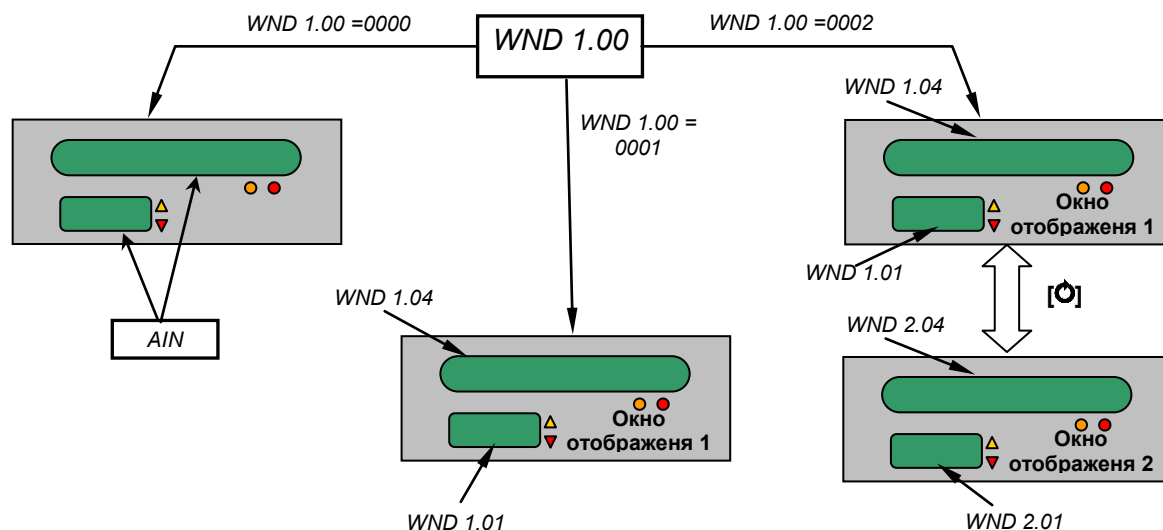 WND 1.00 =0000
WND 1.00
WND 1.00 =0002
WND 1.04
WND 1.00 =
0001
Окно
отображеня 1
AIN
WND 1.01
[↻]
WND 1.04
WND 2.04
Окно
отображеня 1
Окно
отображеня 2
WND 1.01
WND 2.01